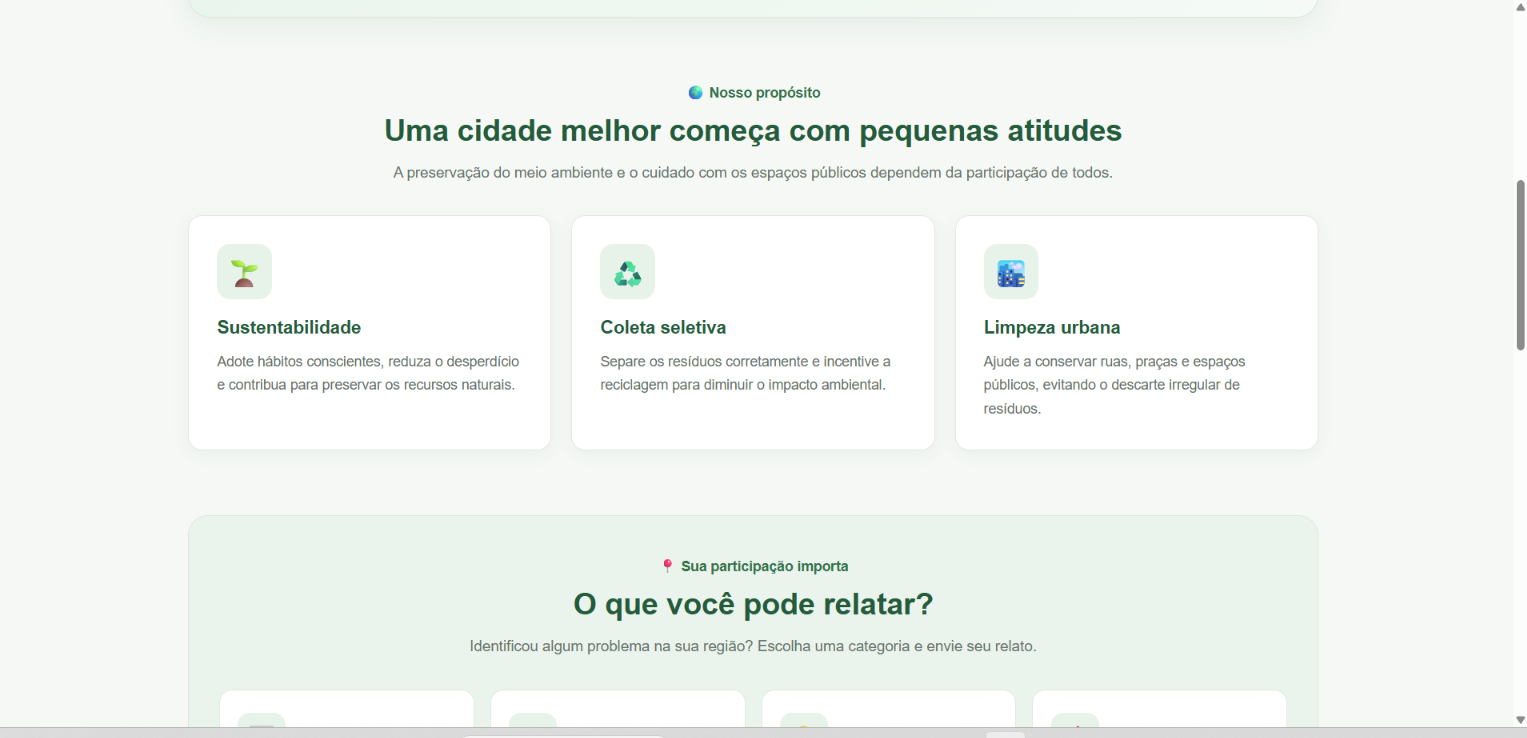 Nosso propósito
Uma cidade melhor começa com pequenas atitudes
A preservação do meio ambiente e o cuidado com os espaços públicos dependem da participação de todos.
Sustentabilidade
Adote hábitos conscientes, reduza o desperdício
e contribua para preservar os recursos naturais.
Coleta seletiva
Separe os resíduos corretamente e incentive a
reciclagem para diminuir o impacto ambiental.
Limpeza urbana
Ajude a conservar ruas, praças e espaços
públicos, evitando o descarte irregular de
resíduos.
Sua participação importa
O que você pode relatar?
Identificou algum problema na sua região? Escolha uma categoria e envie seu relato.